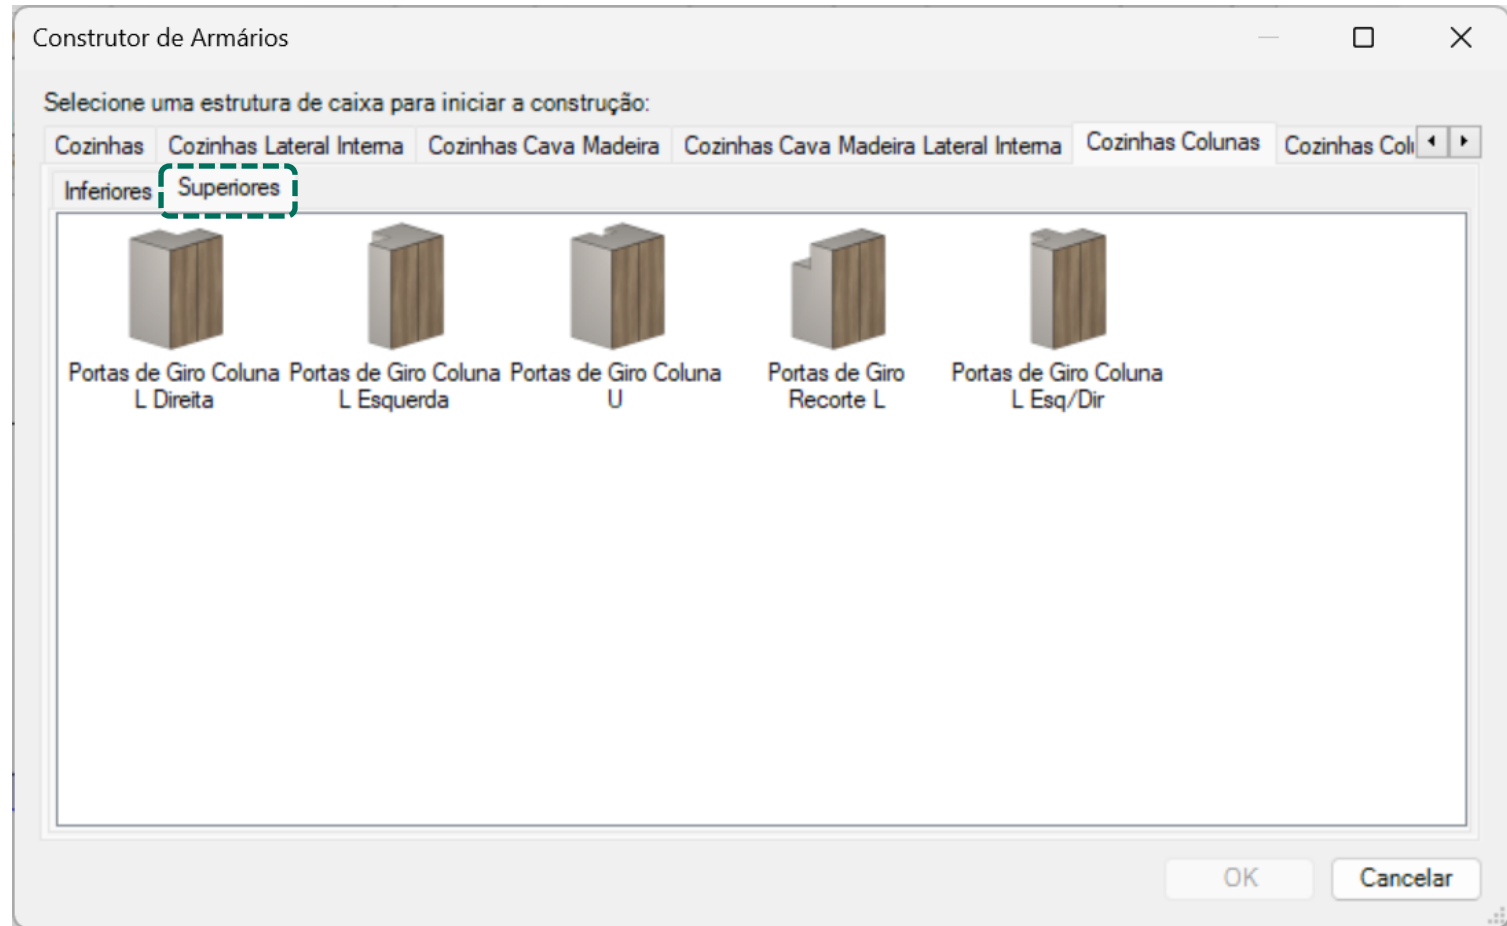 Construtor de Armários
Selecione uma estrutura de caixa para iniciar a construção:
Cozinhas Cozinhas Lateral Interna Cozinhas Cava Madeira Cozinhas Cava Madeira Lateral Interna Cozinhas Colunas Cozinhas Colu
Inferiores Superiores
Portas de Giro Coluna Portas de Giro Coluna Portas de Giro Coluna Portas de Giro Portas de Giro Coluna
L Direita L Esquerda U Recorte L L Esq/Dir
OK Cancelar